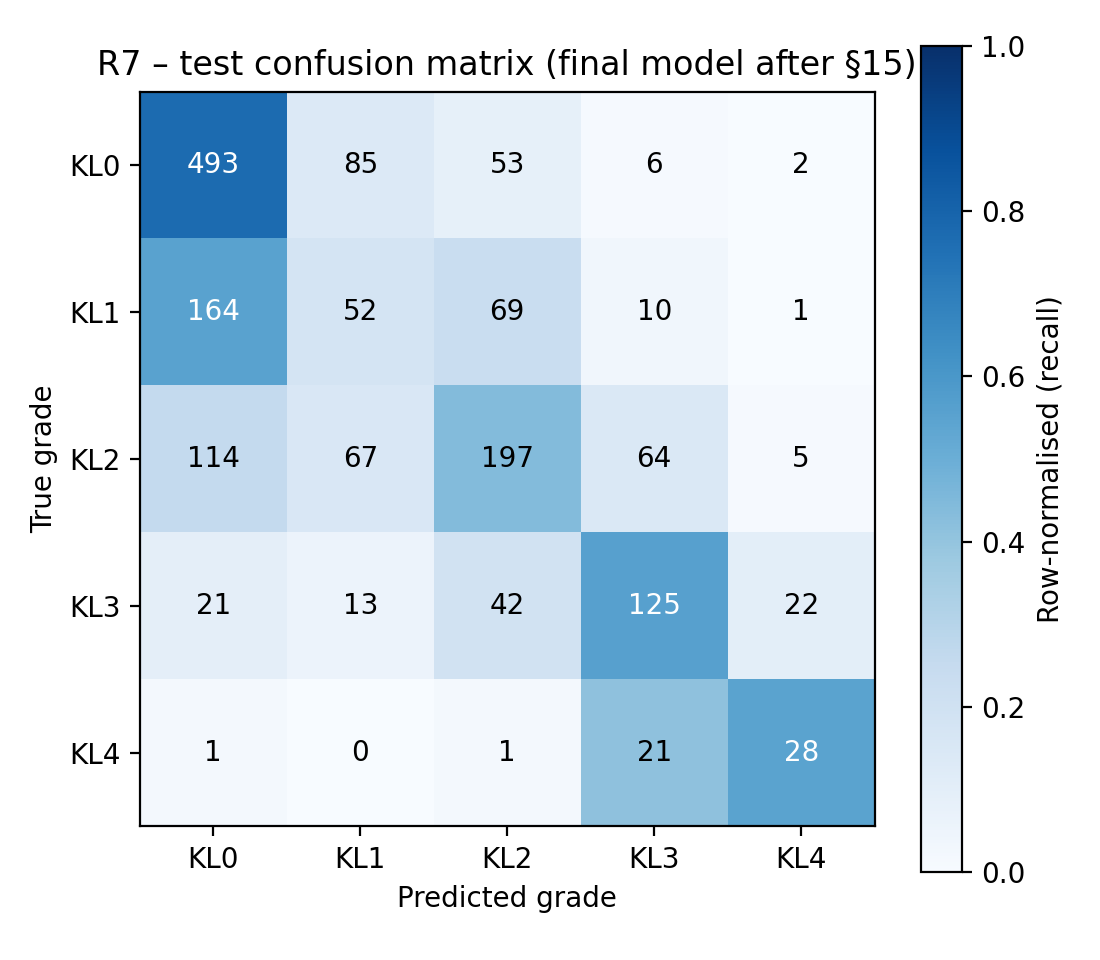 R7 – test confusion matrix (final model after §15)
KL0 493 85 53 6 2
KL1 164 52 69 10 1
KL2 114 67 197 64 5
KL3 21 13 42 125 22
KL4 1 0 1 21 28
KL0 KL1 KL2 KL3 KL4
Predicted grade
True grade
1.0
0.8
0.6
0.4
0.2
0.0
Row-normalised (recall)